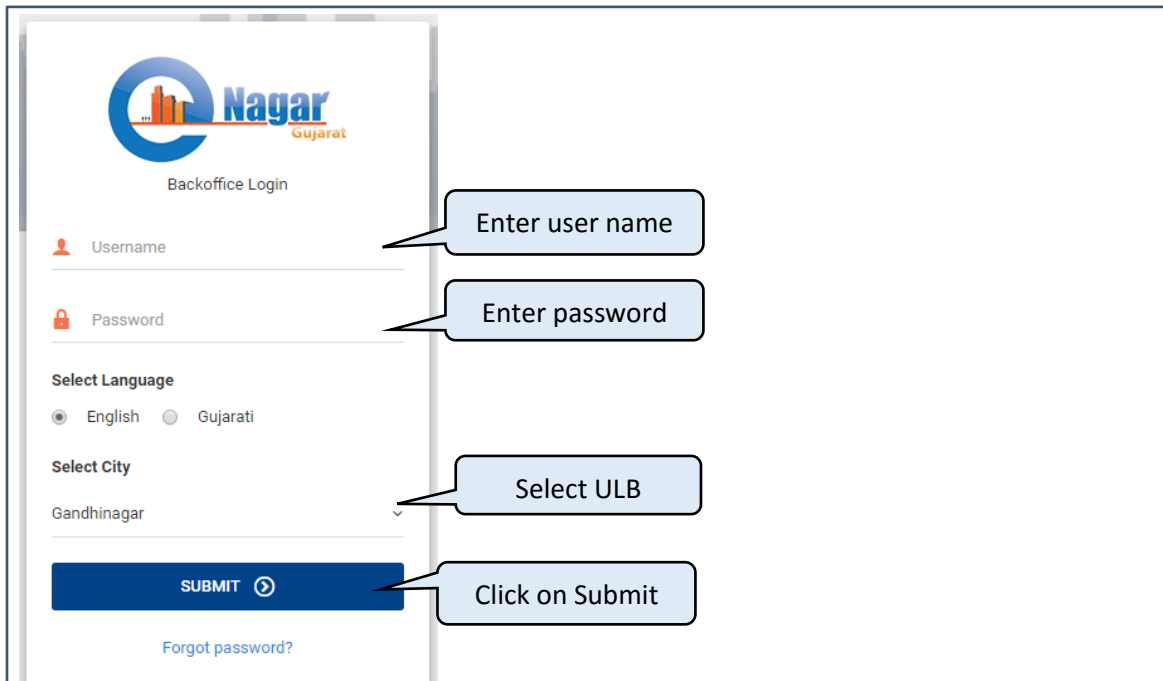 Nagar
Gujarat
Backoffice Login
Username
Enter user name
Password
Enter password
Select Language
English Gujarati
Select City
Gandhinagar
Select ULB
SUBMIT
Click on Submit
Forgot password?